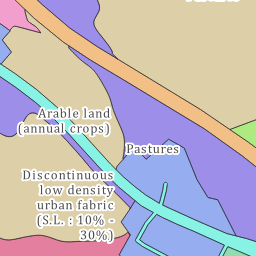 Arable land
(annual crops)
Pastures
Discontinuous
low density
urban fabric
(S.L. : 10% -
30%)